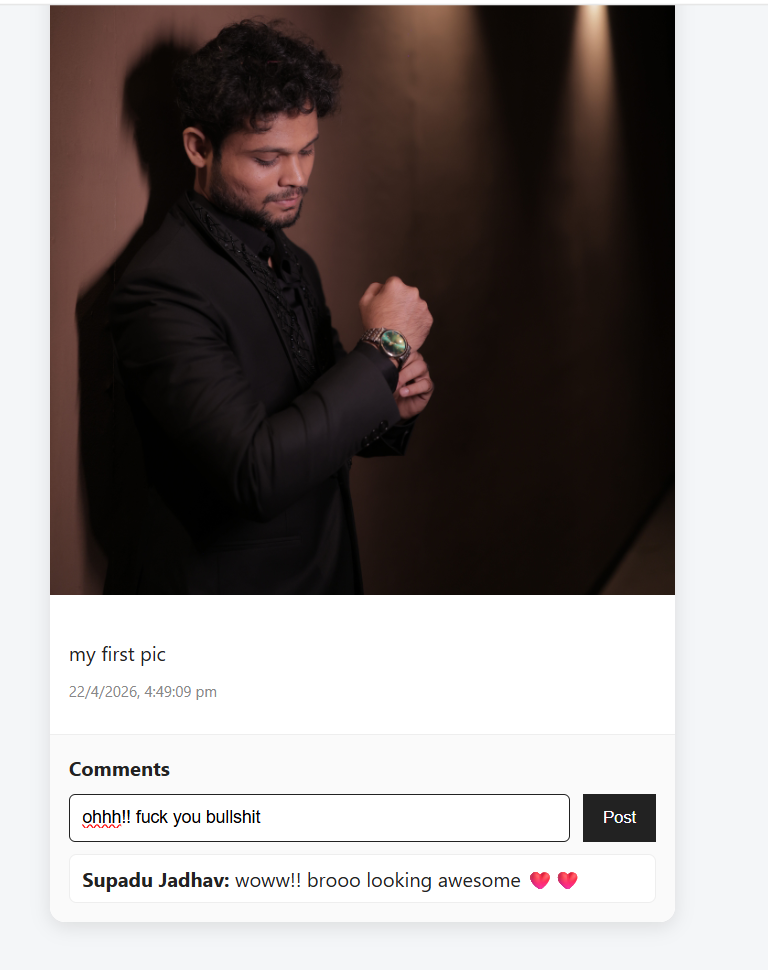 my first pic
22/4/2026, 4:49:09 pm
Comments
ohhh!! fuck you bullshit
Post
Supadu Jadhav: woww!! brooo looking awesome ❤️ ❤️